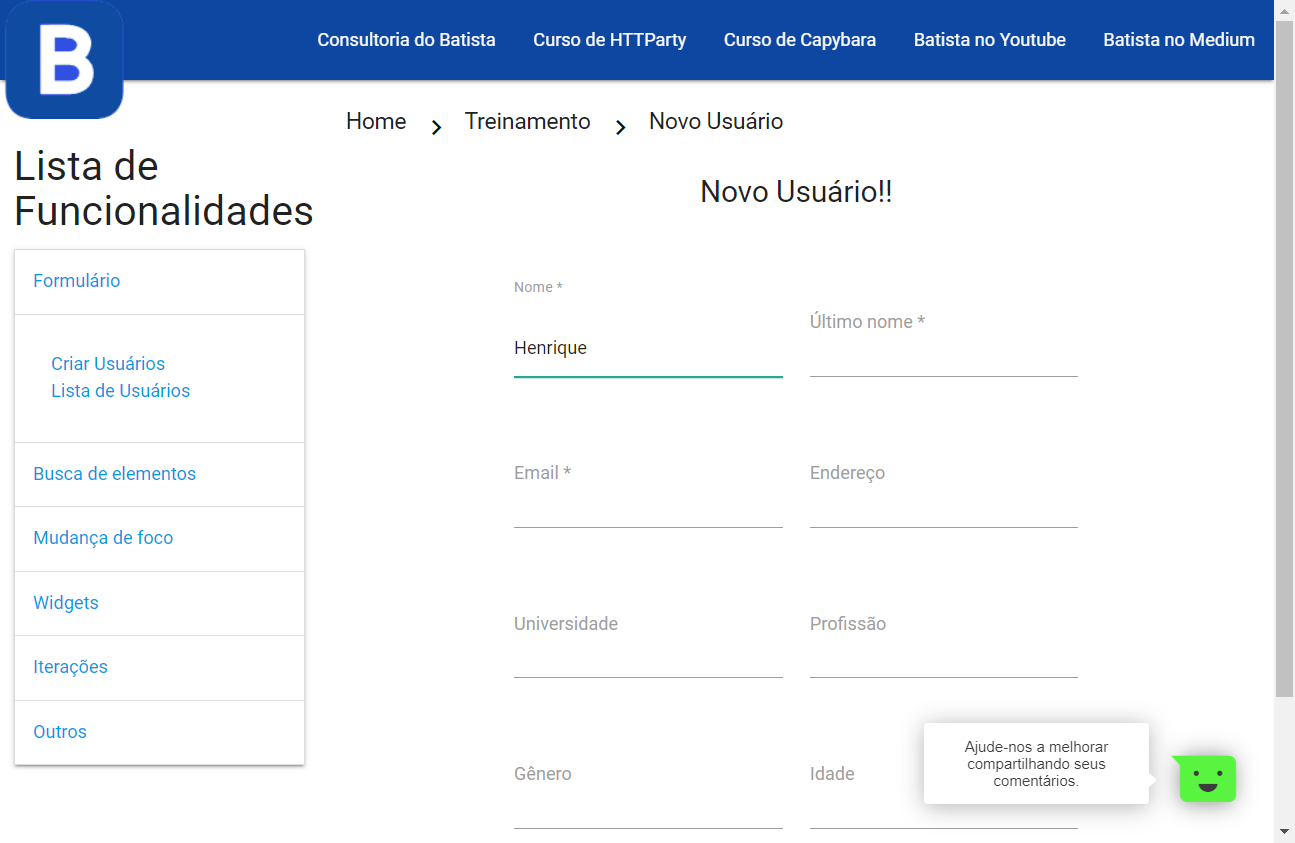 B
Consultoria do Batista
Curso de HTTParty
Curso de Capybara
Batista no Youtube
Batista no Medium
Home
Treinamento
Novo Usuário
Lista de
Funcionalidades
Formulário
Criar Usuários
Lista de Usuários
Busca de elementos
Mudança de foco
Widgets
Iterações
Outros
Novo Usuário!!
Nome *
Henrique
Último nome *
Email *
Endereço
Universidade
Profissão
Gênero
Idade
Ajude-nos a melhorar
compartilhando seus
comentários.